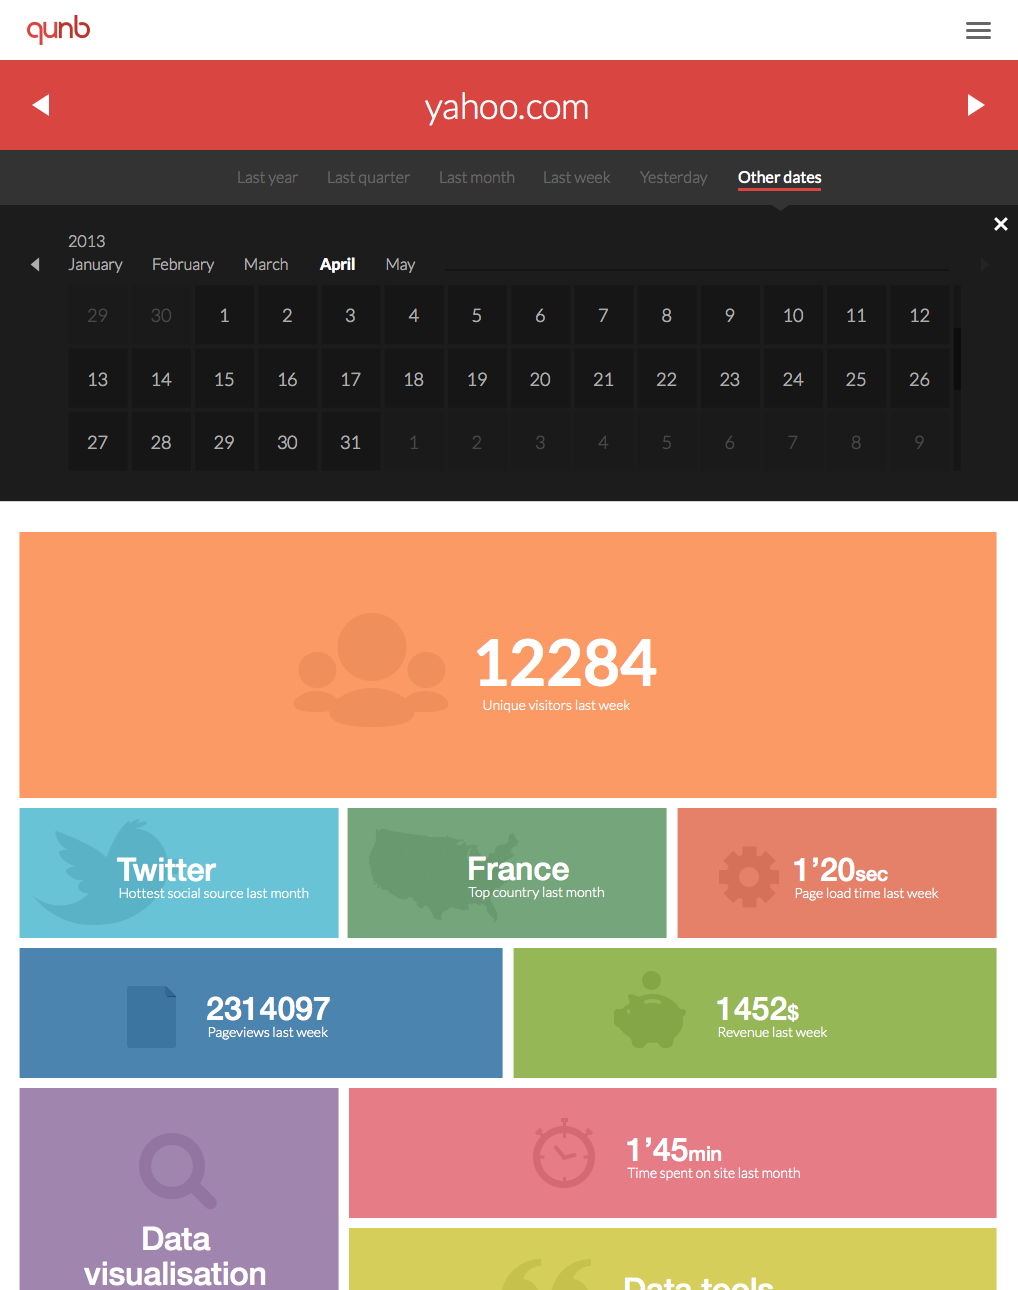 qunb
yahoo.com
Last year Last quarter Last month Last week Yesterday Other dates
2013
January February March April May
29 30 1 2 3 4 5 6 7 8 9 10 11 12
13 14 15 16 17 18 19 20 21 22 23 24 25 26
27 28 29 30 31 1 2 3 4 5 6 7 8 9
12284
Unique visitors last week
Twitter
Hottest social source last month
France
Top country last month
1’20sec
Page load time last week
2314097
Pageviews last week
1452$
Revenue last week
1’45min
Time spent on site last month
Data
visualisation
Data tools